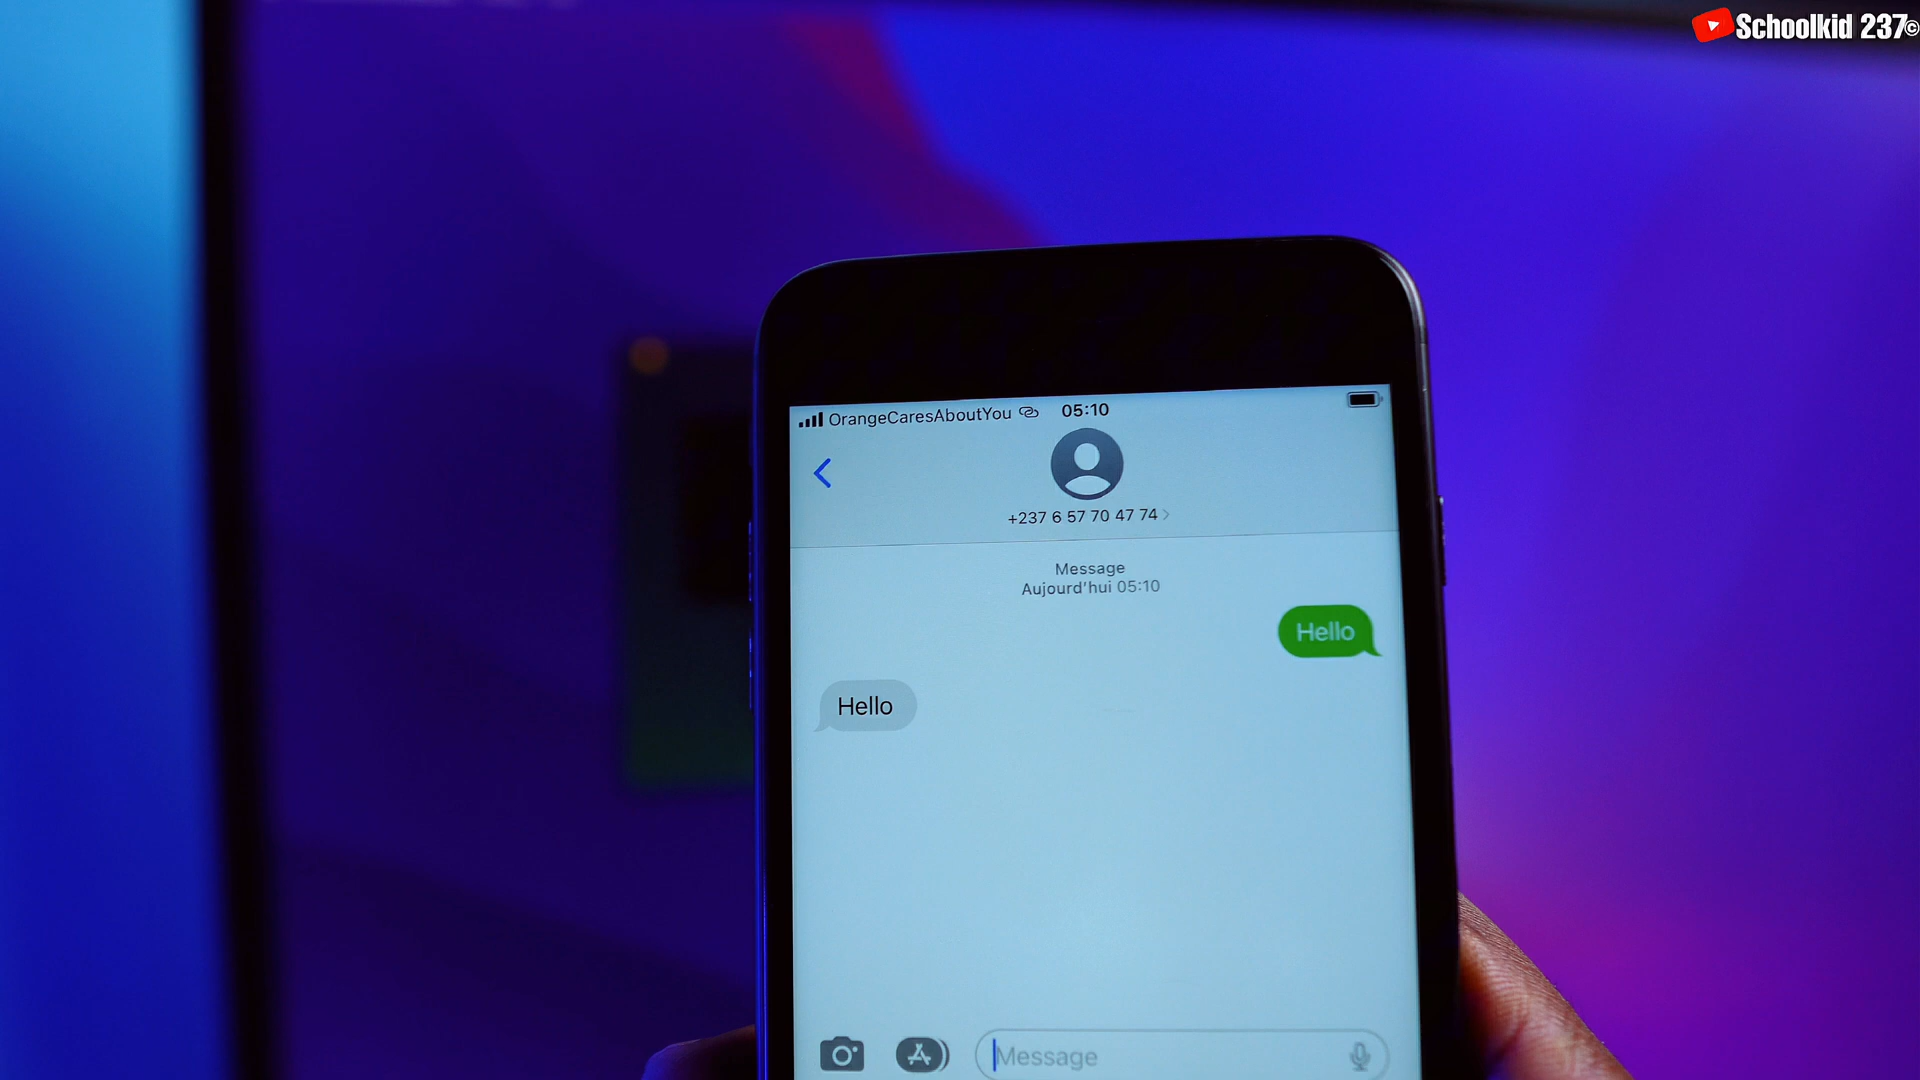 Schoolkid 237©
OrangeCaresAboutYou 05:10
+237 6 57 70 47 74
Message
Aujourd'hui 05:10
Hello
Hello
Message